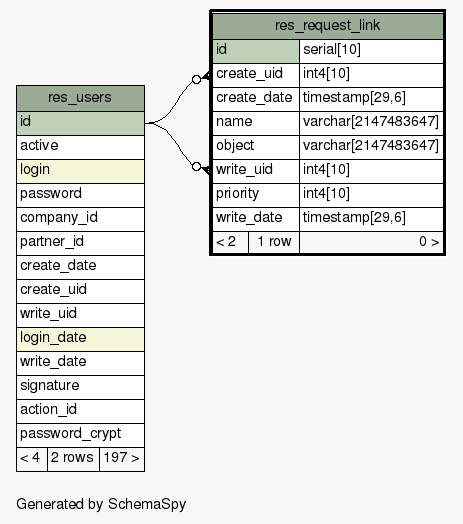 res_request_link
id serial[10]
create_uid int4[10]
create_date timestamp[29,6]
name varchar[2147483647]
object varchar[2147483647]
write_uid int4[10]
priority int4[10]
write_date timestamp[29,6]
< 2 1 row 0 >
res_users
id
active
login
password
company_id
partner_id
create_date
create_uid
write_uid
login_date
write_date
signature
action_id
password_crypt
< 4 2 rows 197 >
Generated by SchemaSpy